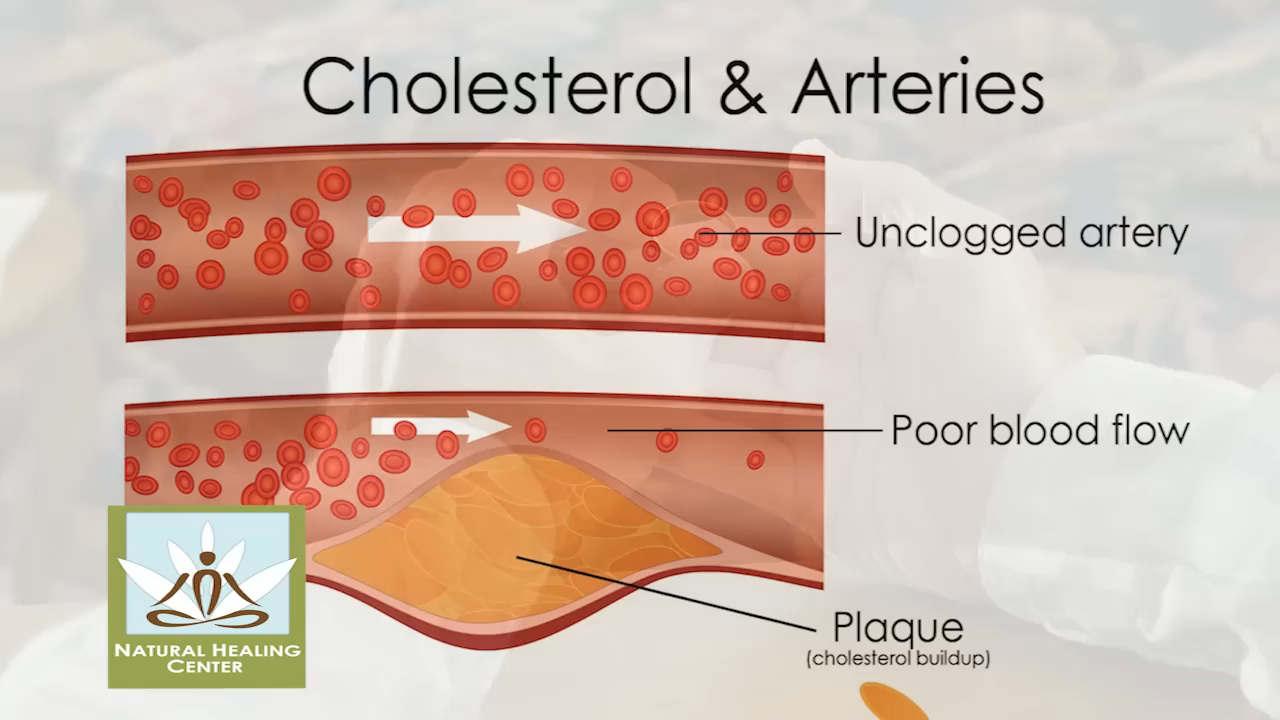 Cholesterol & Arteries
Unclogged artery
Poor blood flow
Plaque
(cholesterol buildup)
NATURAL HEALING
CENTER